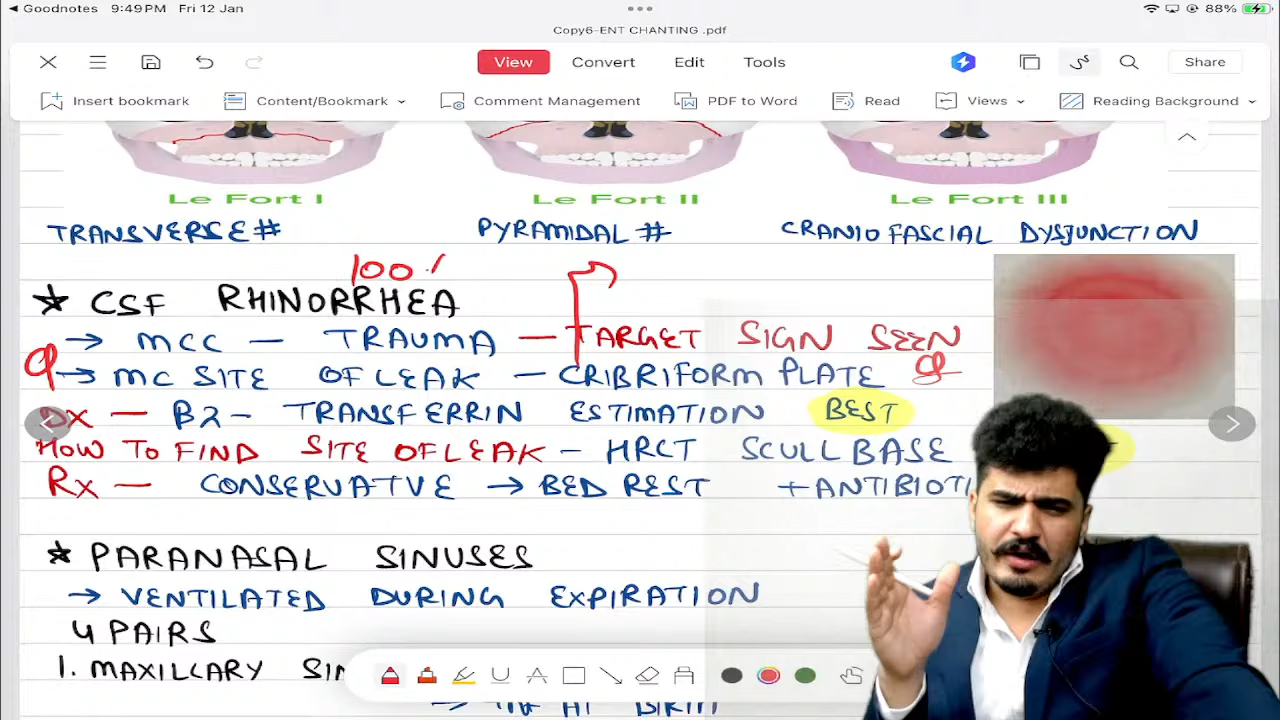 Goodnotes 9:49 PM Fri 12 Jan 88%
Copy6-ENT CHANTING .pdf
View Convert Edit Tools Share
Insert bookmark Content/Bookmark Comment Management PDF to Word Read Views Reading Background
Le Fort I Le Fort II Le Fort III
TRANSVERSE # PYRAMIDAL # CRANIO FASCIAL DYSJUNCTION
100 %
★ CSF RHINORRHEA
→ MCC — TRAUMA — TARGET SIGN SEEN
→ MC SITE OF LEAK — CRIBRIFORM PLATE
DX — B2 - TRANSFERRIN ESTIMATION BEST
HOW TO FIND SITE OF LEAK - HRCT SCULL BASE
Rx — CONSERVATVE → BED REST + ANTIBIOTI
★ PARANASAL SINUSES
→ VENTILATED DURING EXPIRATION
4 PAIRS
1. MAXILLARY SIN
AT BIRTH